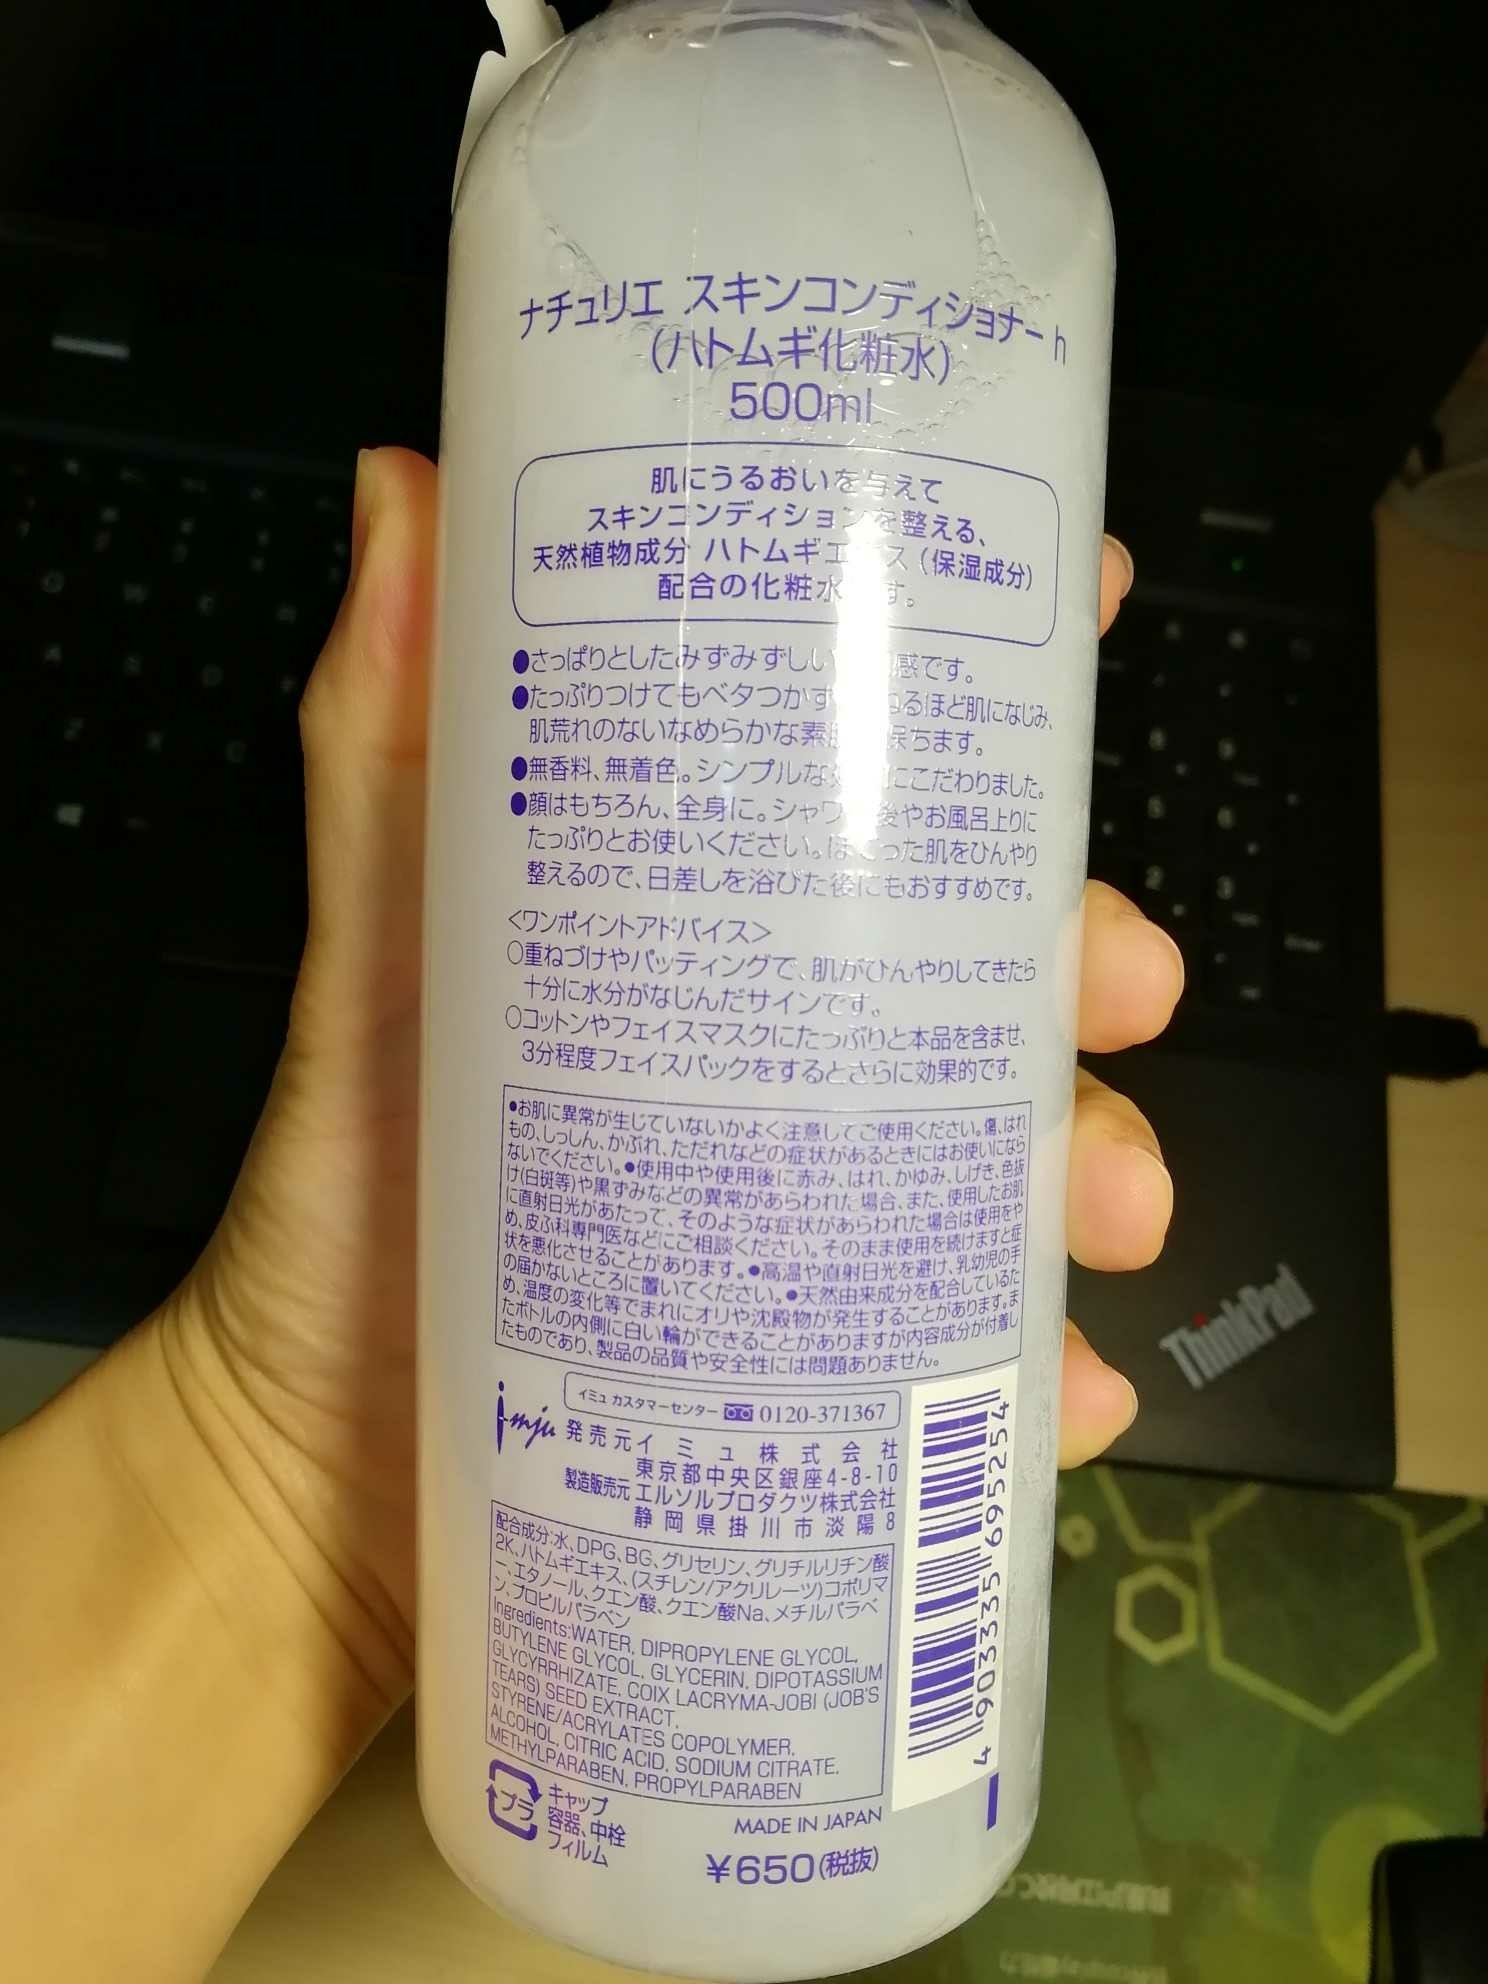 ナチュリエ スキンコンディショナー h
(ハトムギ化粧水)
500ml
肌にうるおいを与えて
スキンコンディションを整える、
天然植物成分 ハトムギエキス (保湿成分)
配合の化粧水です。
●さっぱりとしたみずみずしい 感です。
●たっぷりつけてもベタつかず ねるほど肌になじみ、
肌荒れのないなめらかな素肌 保ちます。
●無香料、無着色。シンプルな にこだわりました。
●顔はもちろん、全身に。シャワー後やお風呂上りに
たっぷりとお使いください。ほてった肌をひんやり
整えるので、日差しを浴びた後にもおすすめです。
<ワンポイントアドバイス>
○重ねづけやパッティングで、肌がひんやりしてきたら
十分に水分がなじんだサインです。
○コットンやフェイスマスクにたっぷりと本品を含ませ、
3分程度フェイスパックをするとさらに効果的です。
●お肌に異常が生じていないかよく注意してご使用ください。傷、はれ
もの、しっしん、かぶれ、ただれなどの症状があるときにはお使いになら
ないでください。●使用中や使用後に赤み、はれ、かゆみ、しげき、色抜
け(白斑等)や黒ずみなどの異常があらわれた場合、また、使用したお肌
に直射日光があたって、そのような症状があらわれた場合は使用をや
め、皮ふ科専門医などにご相談ください。そのまま使用を続けますと症
状を悪化させることがあります。●高温や直射日光を避け、乳幼児の手
の届かないところに置いてください。●天然由来成分を配合しているた
め、温度の変化等でまれにオリや沈殿物が発生することがあります。ま
たボトルの内側に白い輪ができることがありますが内容成分が付着し
たものであり、製品の品質や安全性には問題ありません。
イミュ カスタマーセンター 0120-371367
imju 発売元イミュ株式会社
東京都中央区銀座4-8-10
製造販売元 エルソルプロダクツ株式会社
静岡県掛川市淡陽8
配合成分:水、DPG、BG、グリセリン、グリチルリチン酸
2K、ハトムギエキス、(スチレン/アクリレーツ)コポリマ
ー、エタノール、クエン酸、クエン酸Na、メチルパラベ
ン、プロピルパラベン
Ingredients:WATER, DIPROPYLENE GLYCOL,
BUTYLENE GLYCOL, GLYCERIN, DIPOTASSIUM
GLYCYRRHIZATE, COIX LACRYMA-JOBI (JOB'S
TEARS) SEED EXTRACT,
STYRENE/ACRYLATES COPOLYMER,
ALCOHOL, CITRIC ACID, SODIUM CITRATE,
METHYLPARABEN, PROPYLPARABEN
4903335695254
プラ
キャップ
容器、中栓
フィルム
MADE IN JAPAN
¥650(税抜)
ThinkPad